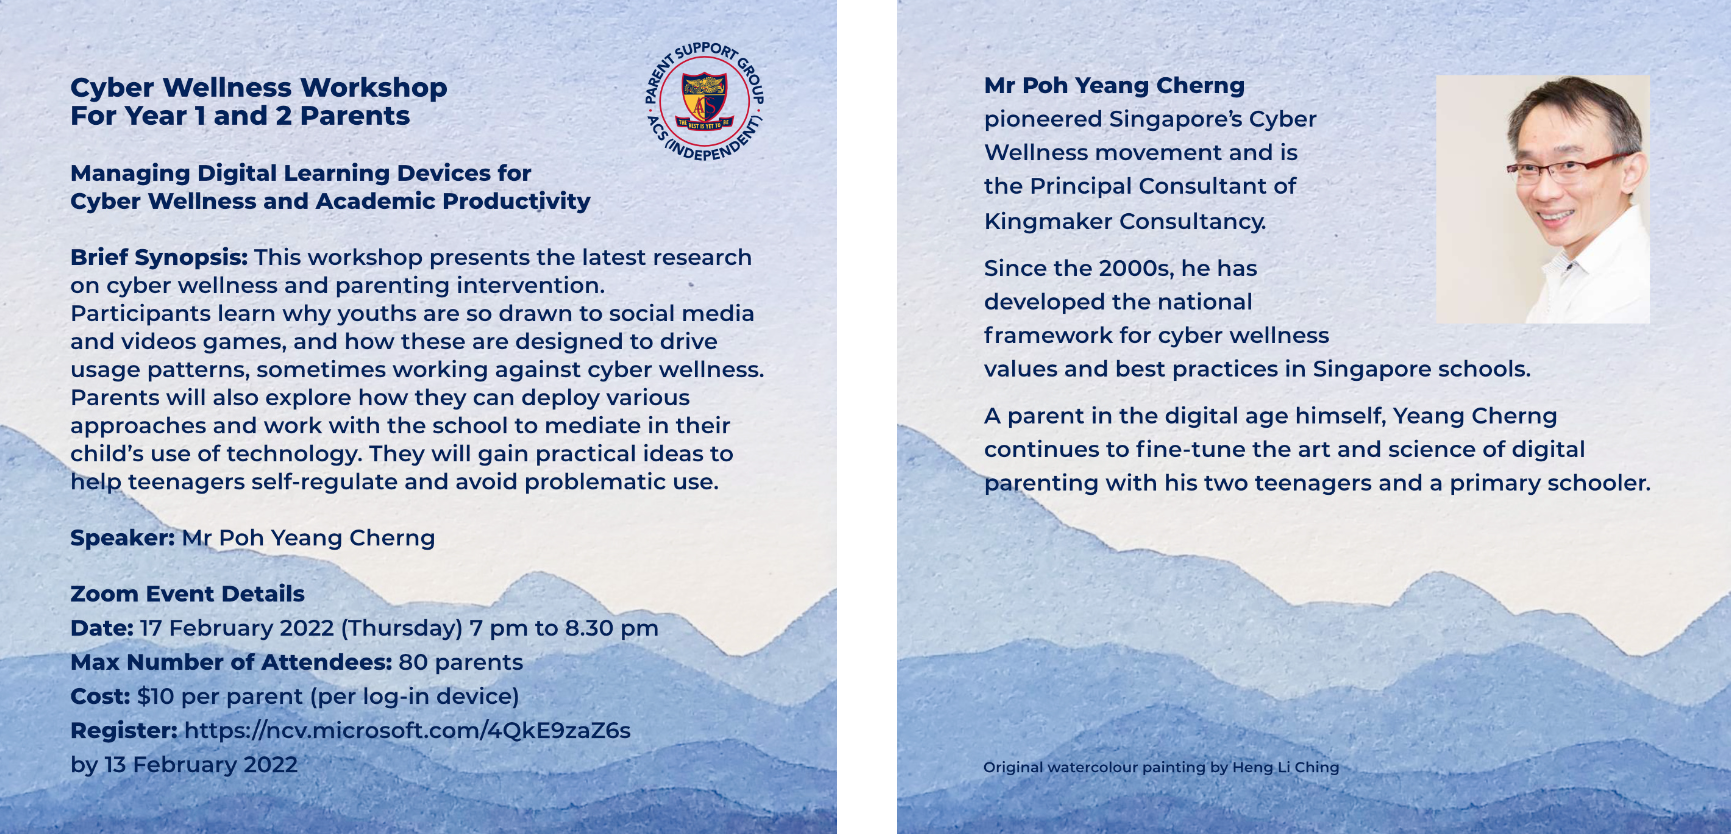 Cyber Wellness Workshop
For Year 1 and 2 Parents
PARENT SUPPORT GROUP
ACS
THE BEST IS YET TO BE
• ACS (INDEPENDENT) •
Managing Digital Learning Devices for
Cyber Wellness and Academic Productivity
Brief Synopsis: This workshop presents the latest research
on cyber wellness and parenting intervention.
Participants learn why youths are so drawn to social media
and videos games, and how these are designed to drive
usage patterns, sometimes working against cyber wellness.
Parents will also explore how they can deploy various
approaches and work with the school to mediate in their
child’s use of technology. They will gain practical ideas to
help teenagers self-regulate and avoid problematic use.
Speaker: Mr Poh Yeang Cherng
Zoom Event Details
Date: 17 February 2022 (Thursday) 7 pm to 8.30 pm
Max Number of Attendees: 80 parents
Cost: $10 per parent (per log-in device)
Register: https://ncv.microsoft.com/4QkE9zaZ6s
by 13 February 2022
Mr Poh Yeang Cherng
pioneered Singapore’s Cyber
Wellness movement and is
the Principal Consultant of
Kingmaker Consultancy.
Since the 2000s, he has
developed the national
framework for cyber wellness
values and best practices in Singapore schools.
A parent in the digital age himself, Yeang Cherng
continues to fine-tune the art and science of digital
parenting with his two teenagers and a primary schooler.
Original watercolour painting by Heng Li Ching